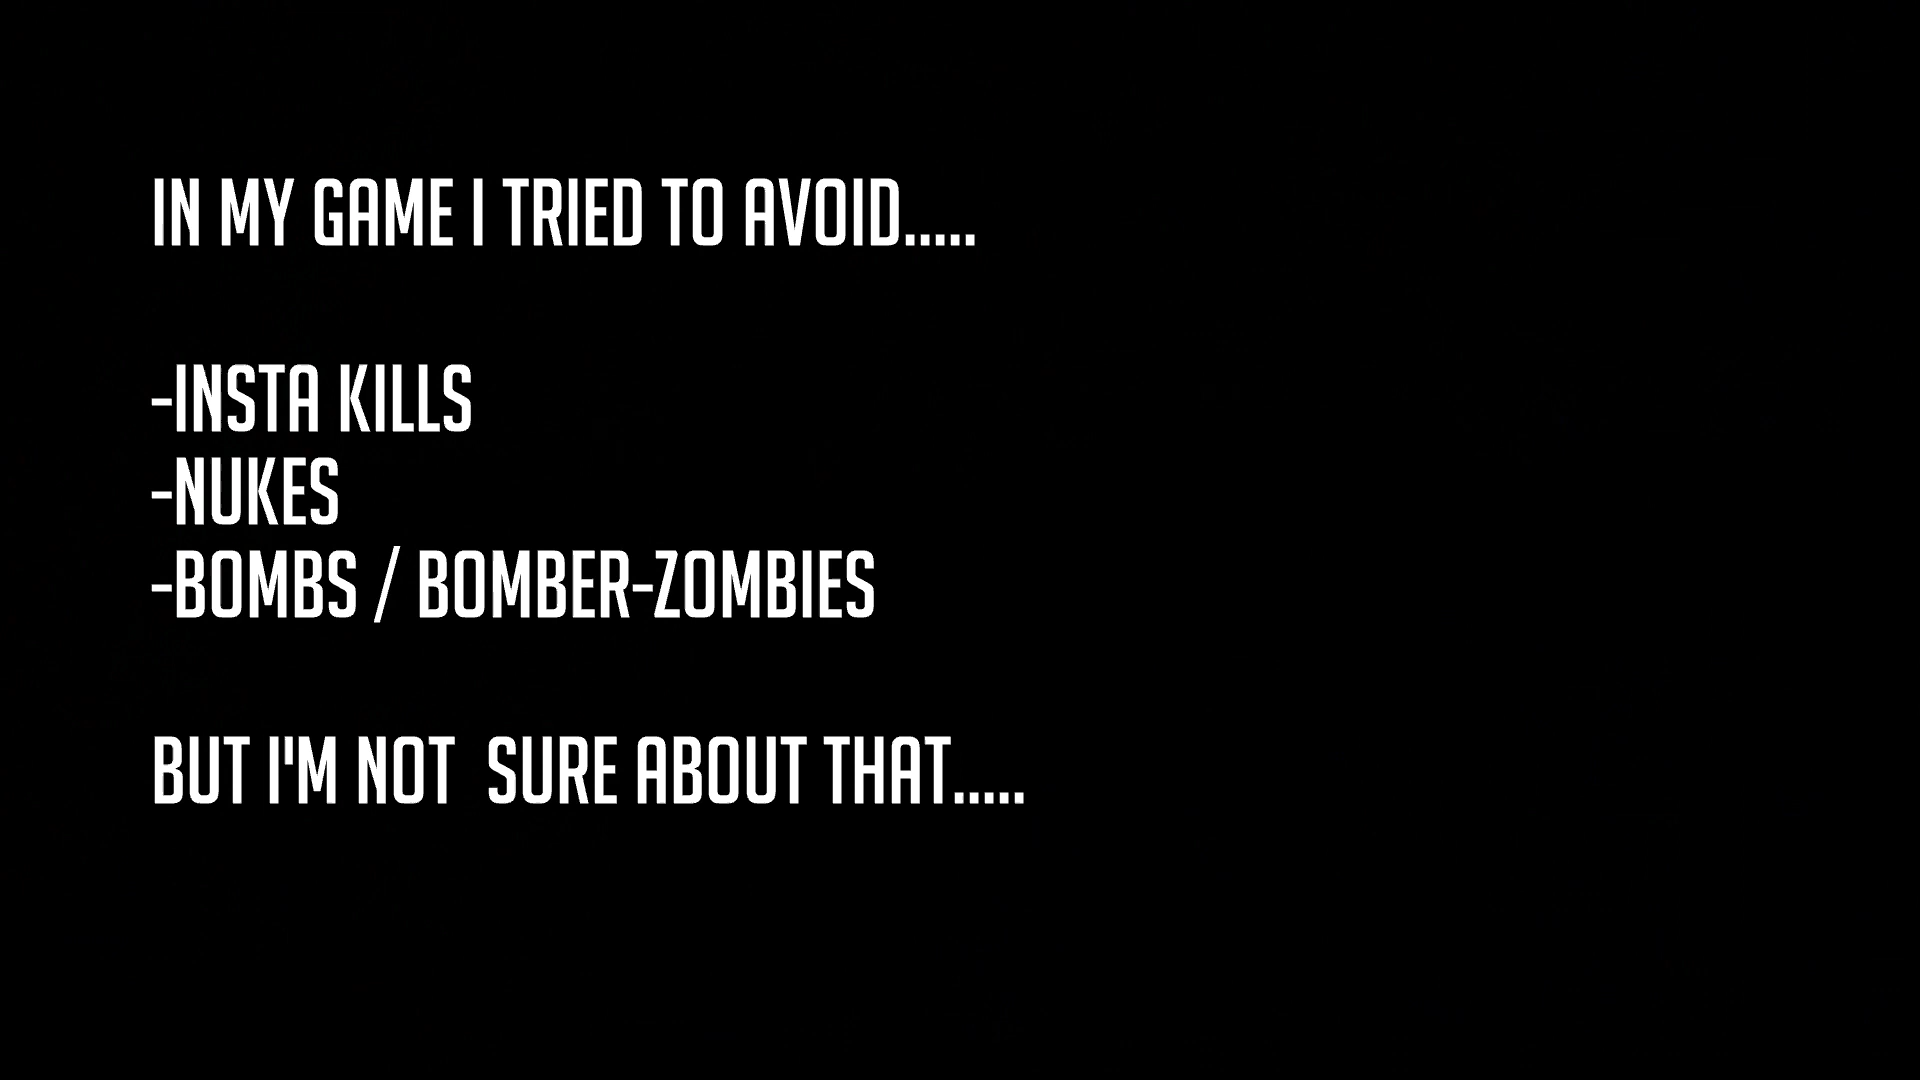 IN MY GAME I TRIED TO AVOID.....
-INSTA KILLS
-NUKES
-BOMBS / BOMBER-ZOMBIES
BUT I'M NOT  SURE ABOUT THAT.....